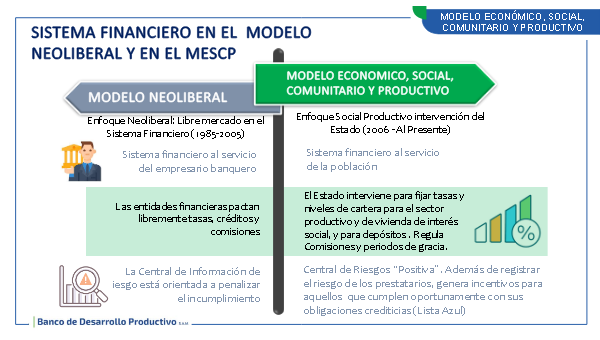 MODELO ECONÓMICO, SOCIAL,
COMUNITARIO Y PRODUCTIVO
SISTEMA FINANCIERO EN EL MODELO
NEOLIBERAL Y EN EL MESCP
MODELO NEOLIBERAL
MODELO ECONOMICO, SOCIAL,
COMUNITARIO Y PRODUCTIVO
Enfoque Neoliberal: Libre mercado en el
Sistema Financiero (1985-2005)
Enfoque Social Productivo intervención del
Estado (2006 -Al Presente)
Sistema financiero al servicio
del empresario banquero
Sistema financiero al servicio
de la población
Las entidades financieras pactan
libremente tasas, créditos y
comisiones
El Estado interviene para fijar tasas y
niveles de cartera para el sector
productivo y de vivienda de interés
social, y para depósitos . Regula
Comisiones y periodos de gracia.
%
La Central de Información de
iesgo está orientada a penalizar
el incumplimiento
Central de Riesgos "Positiva". Además de registrar
el riesgo de los prestatarios, genera incentivos para
aquellos que cumplen oportunamente con sus
obligaciones crediticias (Lista Azul)
Banco de Desarrollo Productivo S.A.M